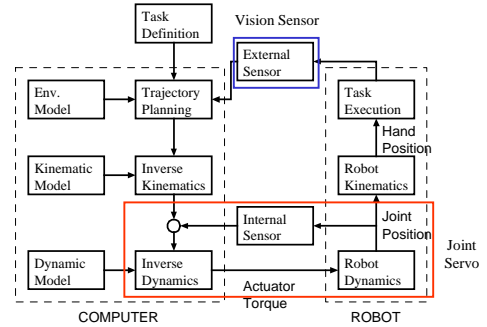 Vision Sensor
Task
Definition
External
Sensor
Env.
Model
Trajectory
Planning
Task
Execution
Hand
Position
Kinematic
Model
Inverse
Kinematics
Robot
Kinematics
Internal
Sensor
Joint
Position
Joint
Servo
Dynamic
Model
Inverse
Dynamics
Robot
Dynamics
Actuator
Torque
COMPUTER
ROBOT